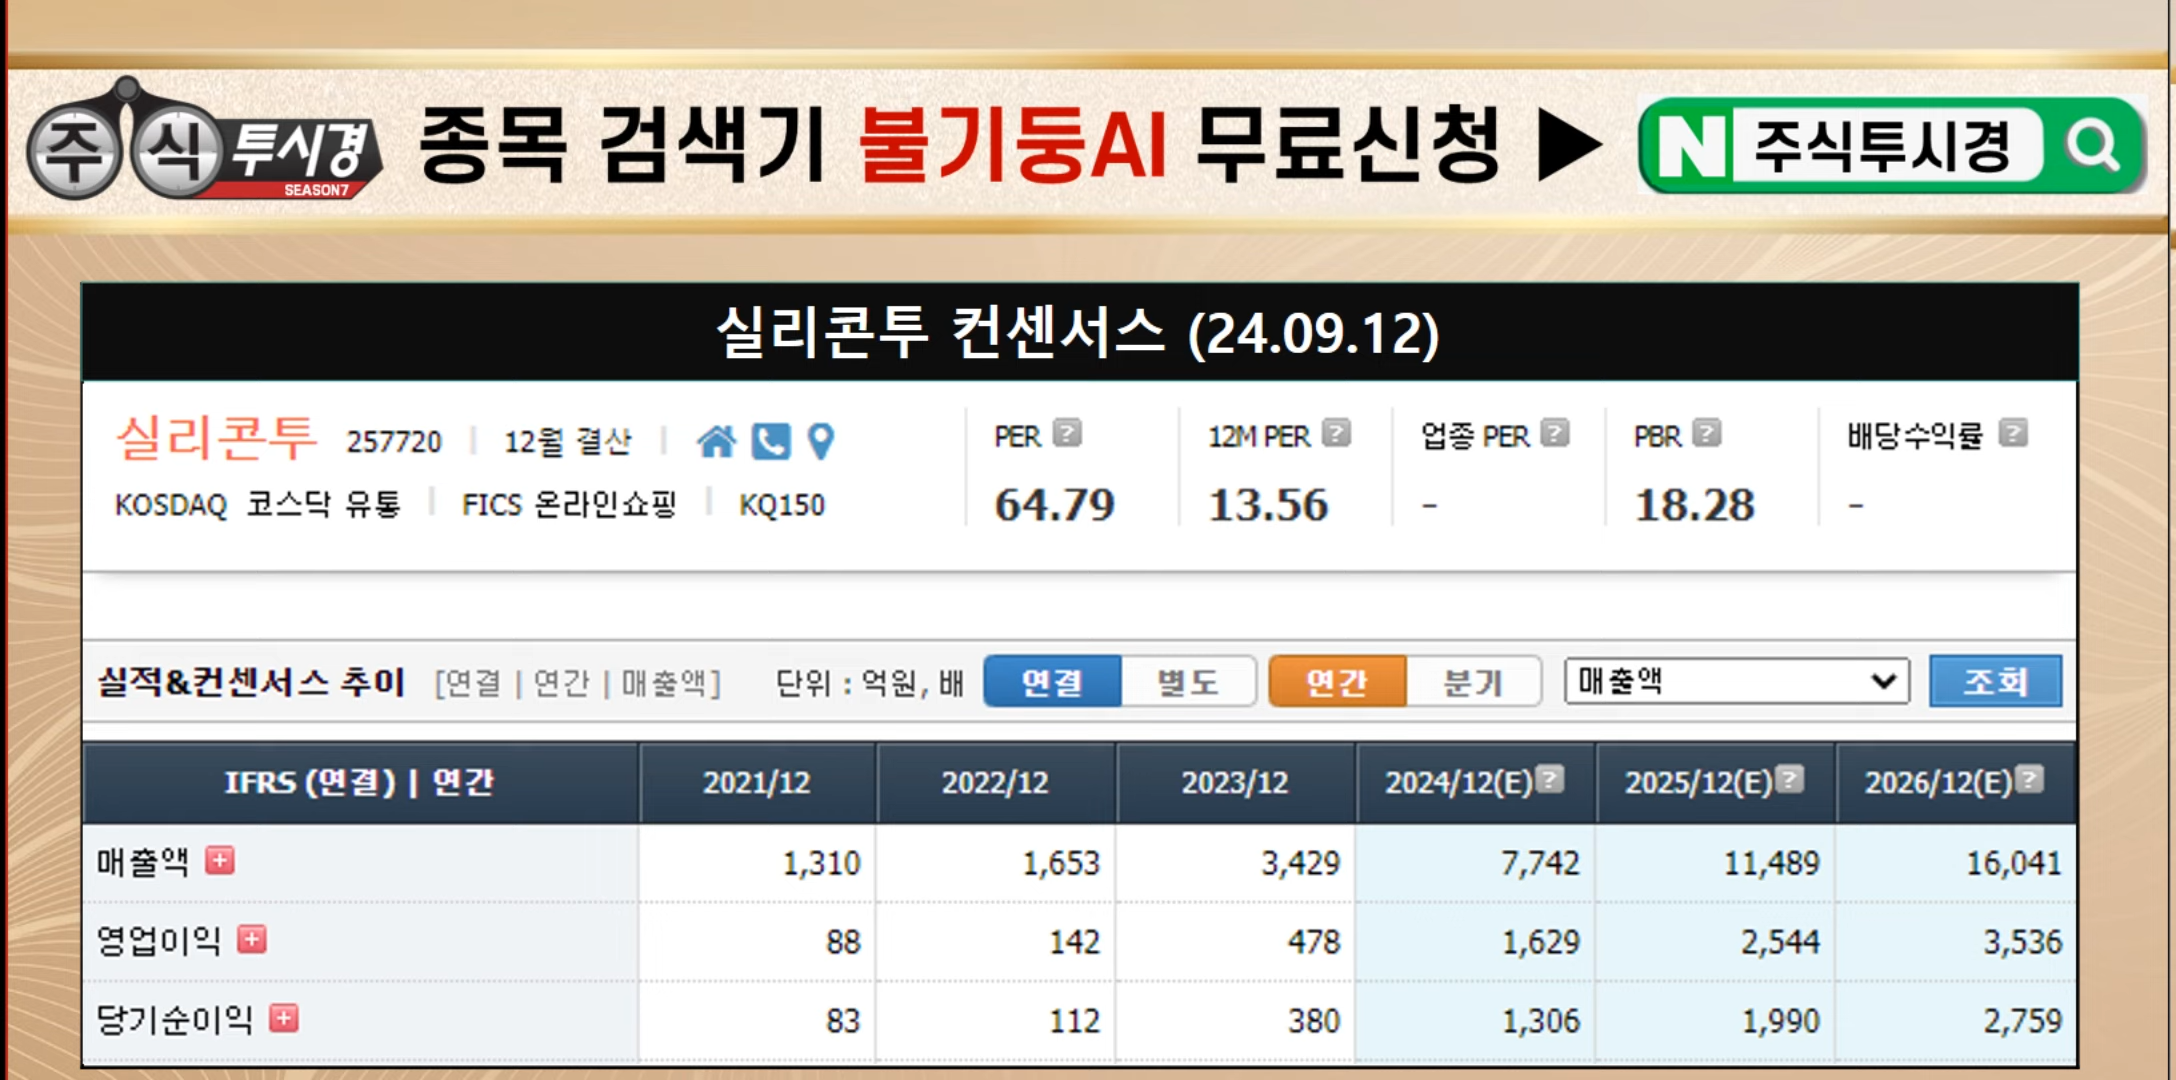 주식투시경 SEASON7 종목 검색기 불기둥AI 무료신청 ▶ N 주식투시경
실리콘투 컨센서스 (24.09.12)
실리콘투 257720 | 12월 결산 |
KOSDAQ 코스닥 유통 | FICS 온라인쇼핑 | KQ150
PER ? 12M PER ? 업종 PER ? PBR ? 배당수익률 ?
64.79 13.56 - 18.28 -
실적&컨센서스 추이 [연결 | 연간 | 매출액] 단위 : 억원, 배 연결 별도 연간 분기 매출액 조회
IFRS (연결) | 연간 2021/12 2022/12 2023/12 2024/12(E) ? 2025/12(E) ? 2026/12(E) ?
매출액 + 1,310 1,653 3,429 7,742 11,489 16,041
영업이익 + 88 142 478 1,629 2,544 3,536
당기순이익 + 83 112 380 1,306 1,990 2,759